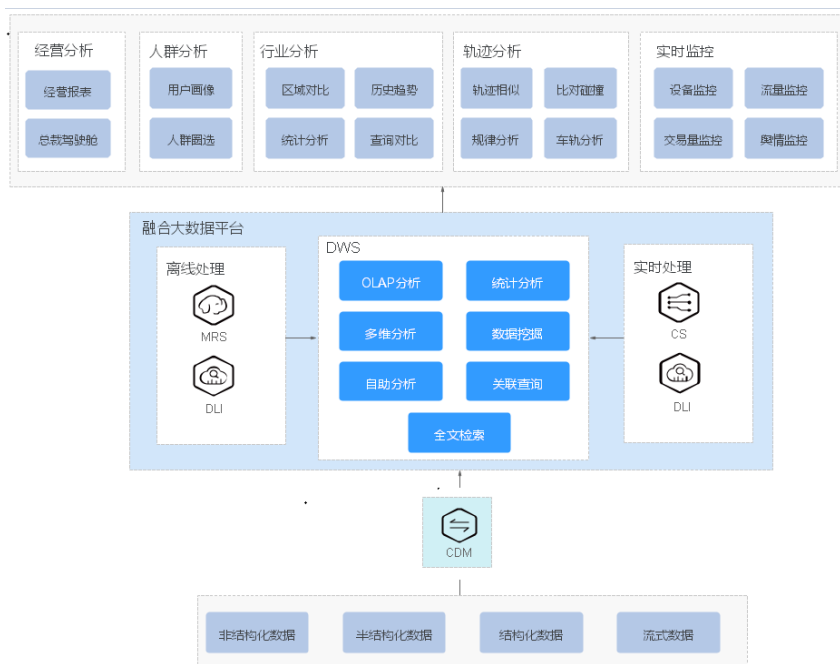 经营分析
人群分析
行业分析
轨迹分析
实时监控
经营报表
用户画像
区域对比
历史趋势
轨迹相似
比对碰撞
设备监控
流量监控
总裁驾驶舱
人群圈选
统计分析
查询对比
规律分析
车轨分析
交易量监控
舆情监控
融合大数据平台
离线处理
MRS
DLI
DWS
OLAP分析
统计分析
多维分析
数据挖掘
自助分析
关联查询
全文检索
实时处理
CS
DLI
CDM
非结构化数据
半结构化数据
结构化数据
流式数据